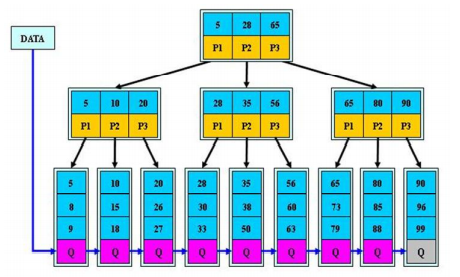 5 28 65
DATA
P1 P2 P3
5 10 20 28 35 56 65 80 90
P1 P2 P3 P1 P2 P3 P1 P2 P3
5 10 20 28 35 56 65 80 90
8 15 26 30 38 60 73 85 96
9 18 27 33 50 63 79 88 99
Q Q Q Q Q Q Q Q Q